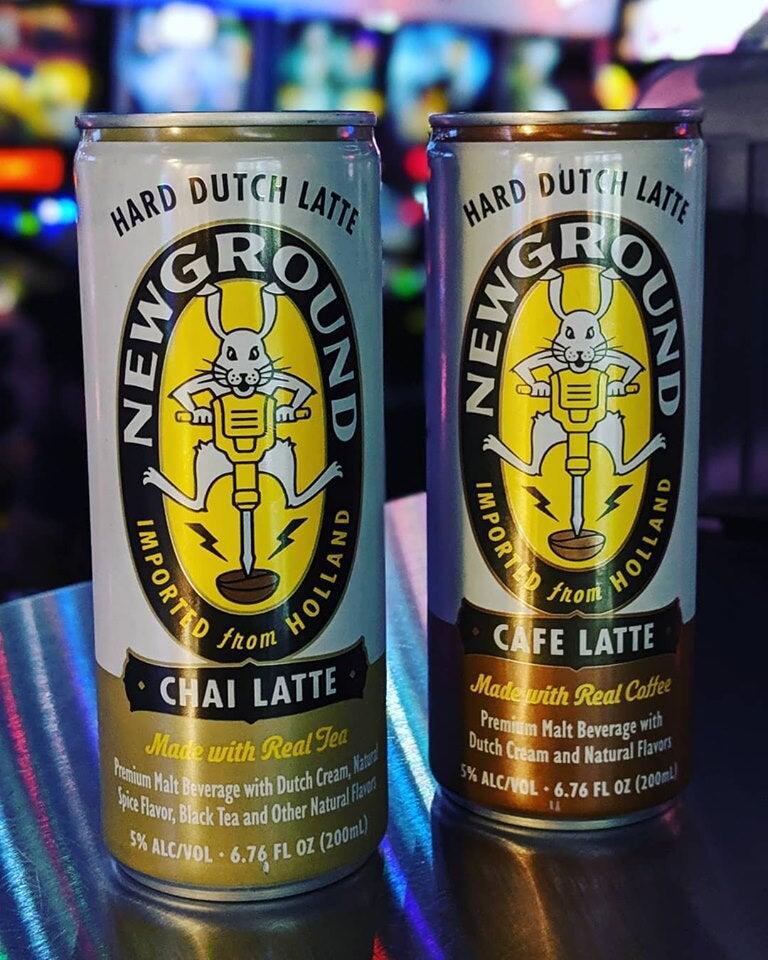 HARD DUTCH LATTE
NEWGROUND
IMPORTED from HOLLAND
CHAI LATTE
Made with Real Tea
Premium Malt Beverage with Dutch Cream, Natural
Spice Flavor, Black Tea and Other Natural Flavors
5% ALC/VOL · 6.76 FL OZ (200mL)
HARD DUTCH LATTE
NEWGROUND
IMPORTED from HOLLAND
CAFE LATTE
Made with Real Coffee
Premium Malt Beverage with
Dutch Cream and Natural Flavors
5% ALC/VOL · 6.76 FL OZ (200mL)